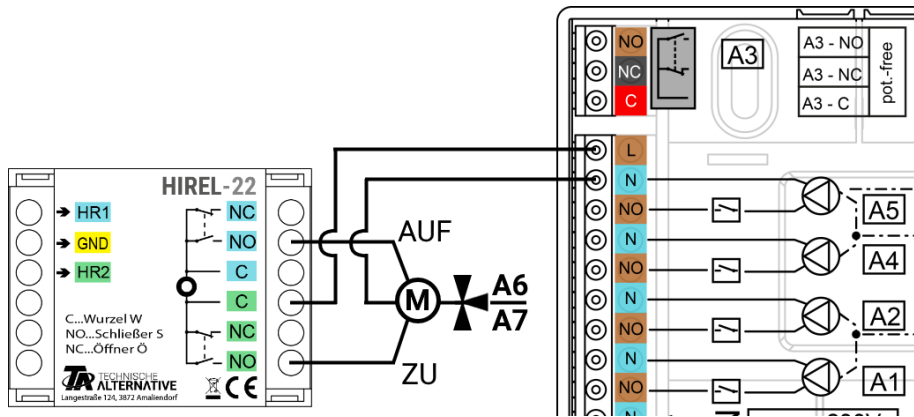 HIREL-22
HR1
GND
HR2
NC
NO
C
C
NC
NO
C...Wurzel W
NO...Schließer S
NC...Öffner Ö
TA TECHNISCHE
ALTERNATIVE
Langestraße 124, 3872 Amaliendorf
CE
AUF
M
A6
A7
ZU
NO
NC
C
A3
A3 - NO
A3 - NC
A3 - C
pot.-free
L
N
NO
N
NO
N
NO
N
NO
N
A5
A4
A2
A1